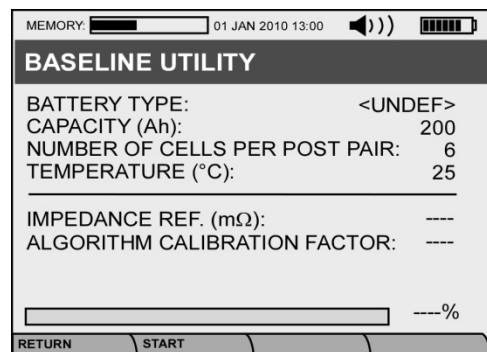 MEMORY: 01 JAN 2010 13:00
BASELINE UTILITY
BATTERY TYPE: <UNDEF>
CAPACITY (Ah): 200
NUMBER OF CELLS PER POST PAIR: 6
TEMPERATURE (°C): 25
IMPEDANCE REF. (mΩ): ----
ALGORITHM CALIBRATION FACTOR: ----
----%
RETURN START